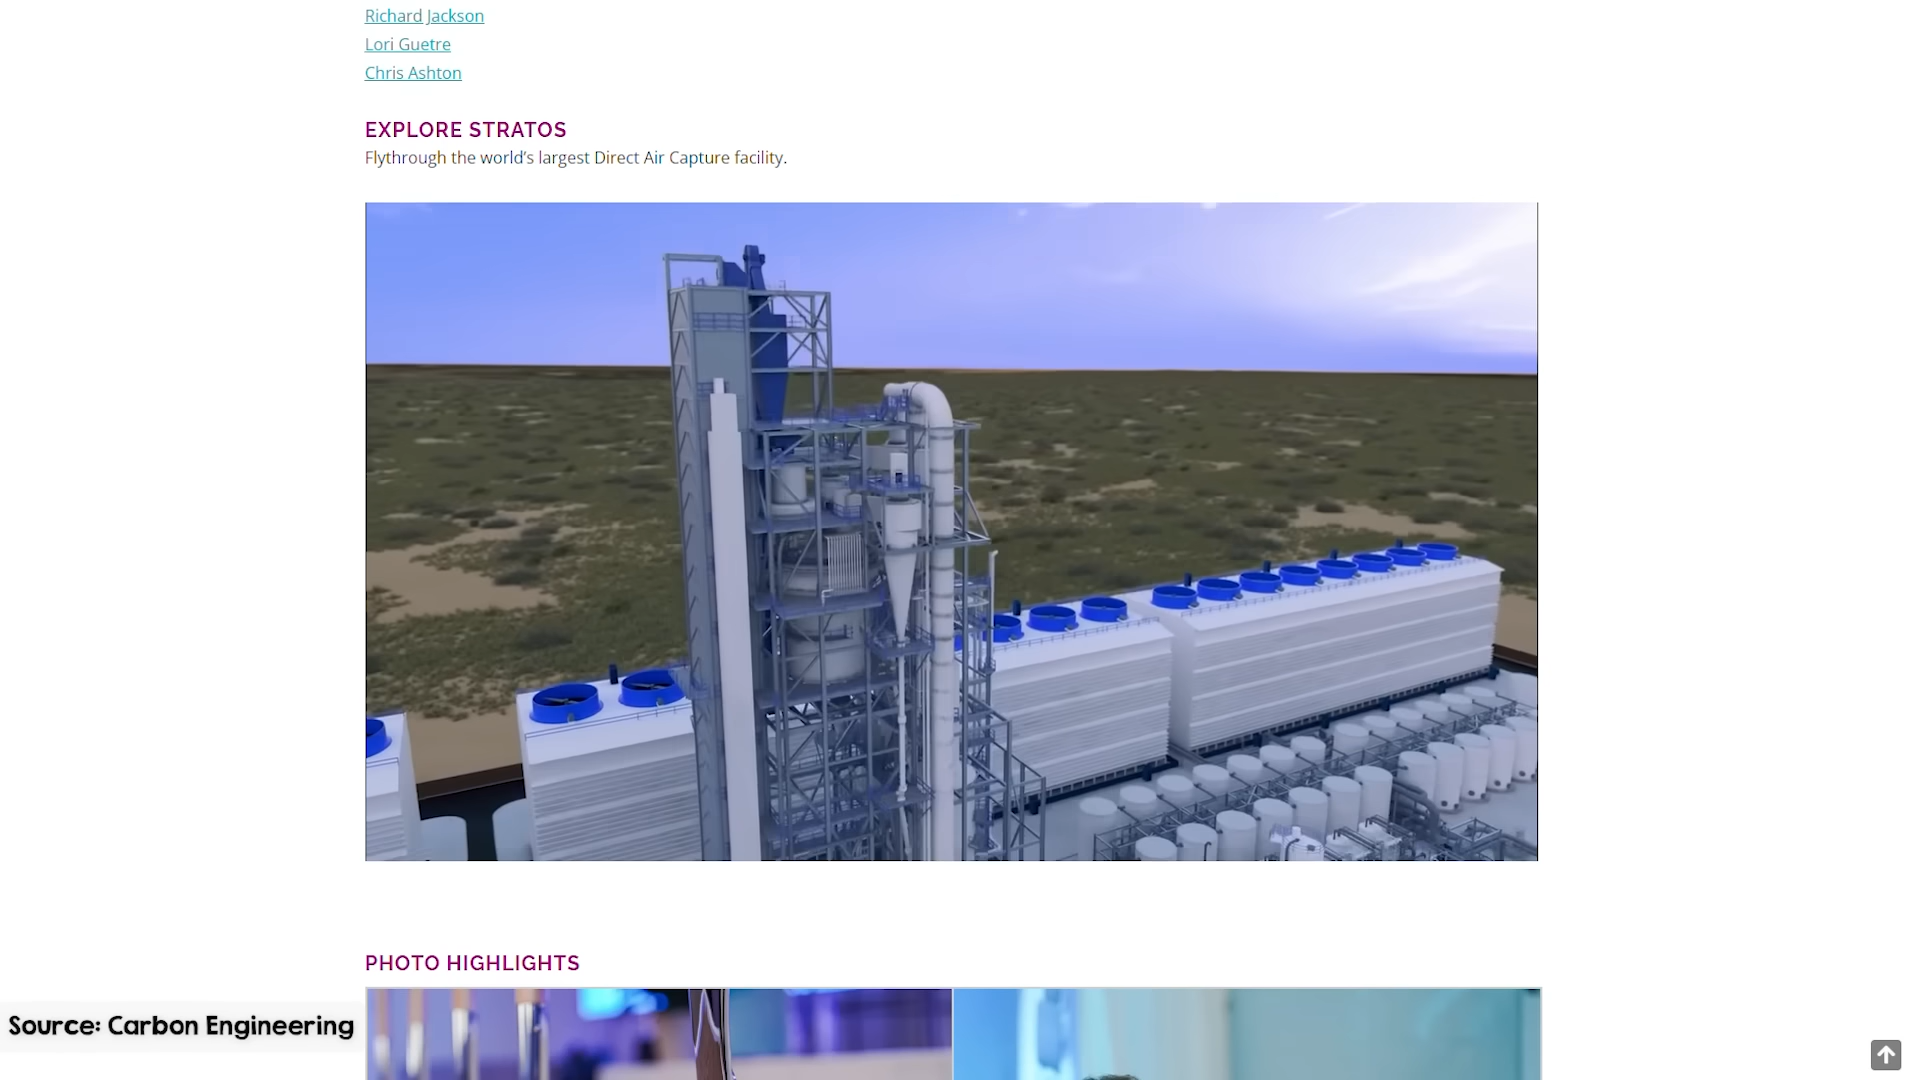 Richard Jackson
Lori Guetre
Chris Ashton
EXPLORE STRATOS
Flythrough the world’s largest Direct Air Capture facility.
PHOTO HIGHLIGHTS
Source: Carbon Engineering